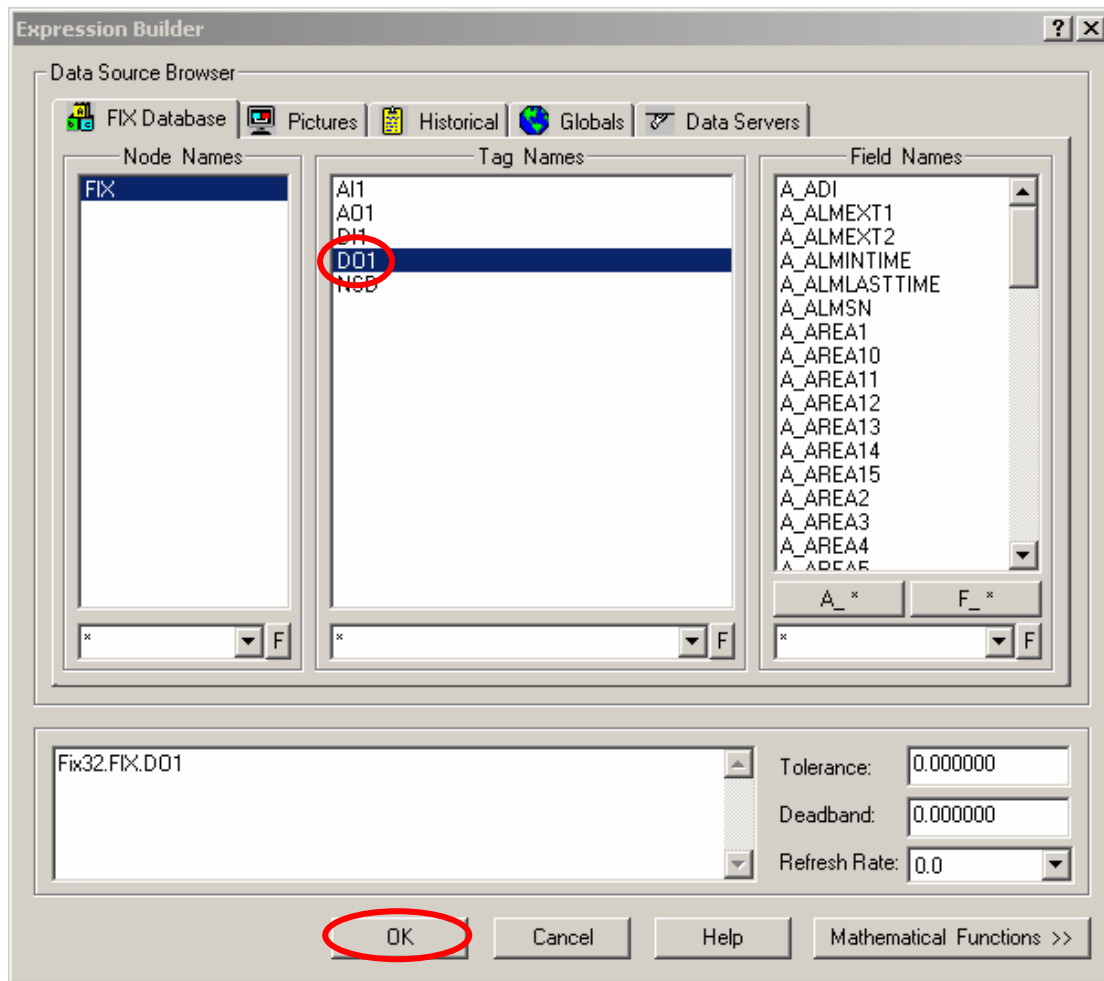 Expression Builder
Data Source Browser
FIX Database Pictures Historical Globals Data Servers
Node Names
FIX
* F
Tag Names
AI1
AO1
DI1
DO1
NSD
* F
Field Names
A_ADI
A_ALMEXT1
A_ALMEXT2
A_ALMINTIME
A_ALMLASTTIME
A_ALMSN
A_AREA1
A_AREA10
A_AREA11
A_AREA12
A_AREA13
A_AREA14
A_AREA15
A_AREA2
A_AREA3
A_AREA4
A_AREA5
A_ * F_ *
* F
Fix32.FIX.DO1
Tolerance: 0.000000
Deadband: 0.000000
Refresh Rate: 0.0
OK Cancel Help Mathematical Functions >>